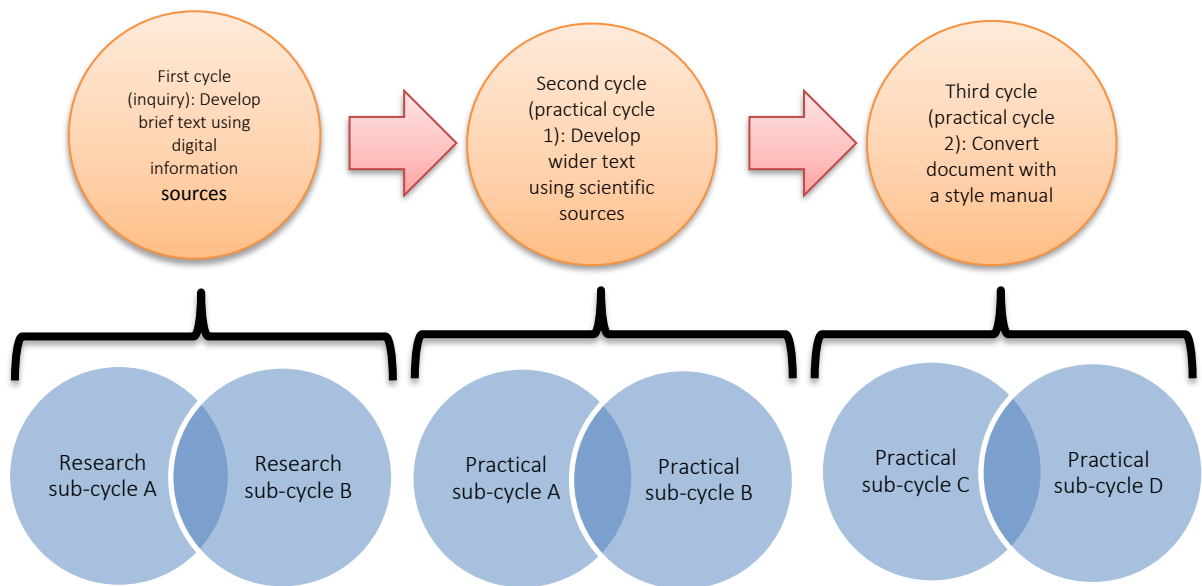 First cycle
(inquiry): Develop
brief text using
digital
information
sources
Second cycle
(practical cycle
1): Develop
wider text
using scientific
sources
Third cycle
(practical cycle
2): Convert
document with
a style manual
Research
sub-cycle A
Research
sub-cycle B
Practical
sub-cycle A
Practical
sub-cycle B
Practical
sub-cycle C
Practical
sub-cycle D